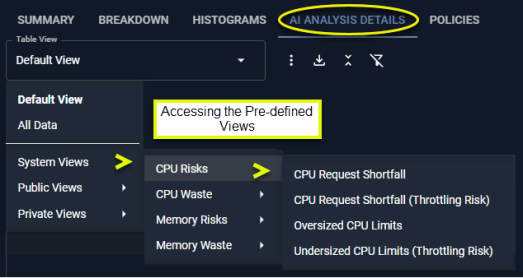 SUMMARY BREAKDOWN HISTOGRAMS AI ANALYSIS DETAILS POLICIES
Table View
Default View
Default View
All Data
Accessing the Pre-defined
Views
System Views
Public Views
Private Views
CPU Risks
CPU Waste
Memory Risks
Memory Waste
CPU Request Shortfall
CPU Request Shortfall (Throttling Risk)
Oversized CPU Limits
Undersized CPU Limits (Throttling Risk)